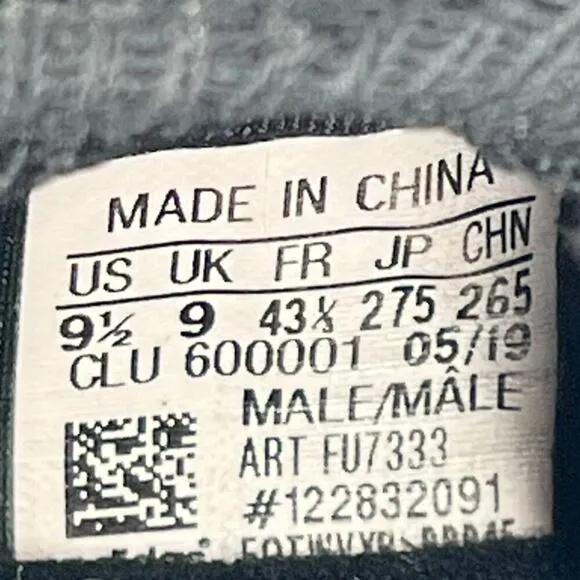 MADE IN CHINA
US UK FR JP CHN
9½ 9 43⅓ 275 265
CLU 600001 05/19
MALE/MÂLE
ART FU7333
#122832091